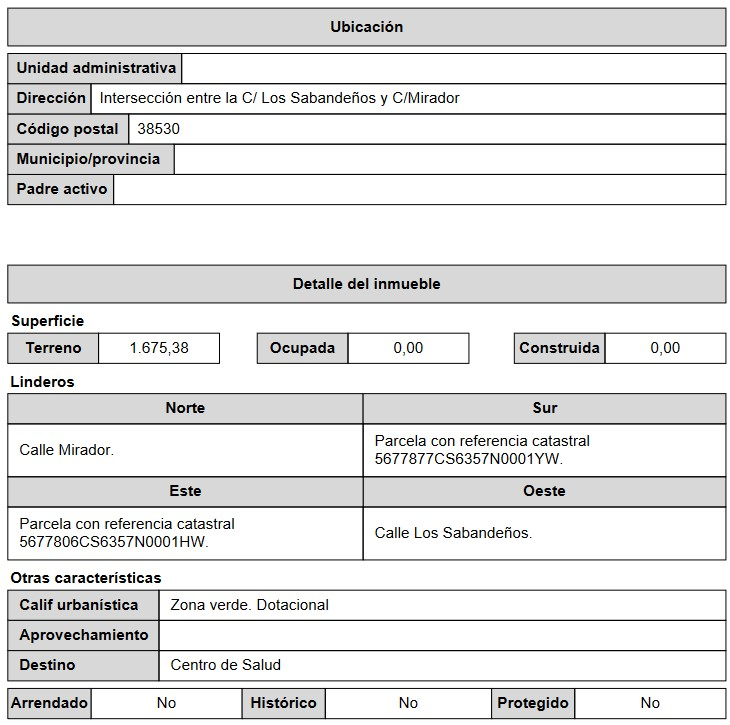 Ubicación
Unidad administrativa
Dirección Intersección entre la C/ Los Sabandeños y C/Mirador
Código postal 38530
Municipio/provincia
Padre activo
Detalle del inmueble
Superficie
Terreno 1.675,38 Ocupada 0,00 Construida 0,00
Linderos
Norte Sur
Calle Mirador.
Parcela con referencia catastral
5677877CS6357N0001YW.
Este Oeste
Parcela con referencia catastral
5677806CS6357N0001HW.
Calle Los Sabandeños.
Otras características
Calif urbanística Zona verde. Dotacional
Aprovechamiento
Destino Centro de Salud
Arrendado No Histórico No Protegido No